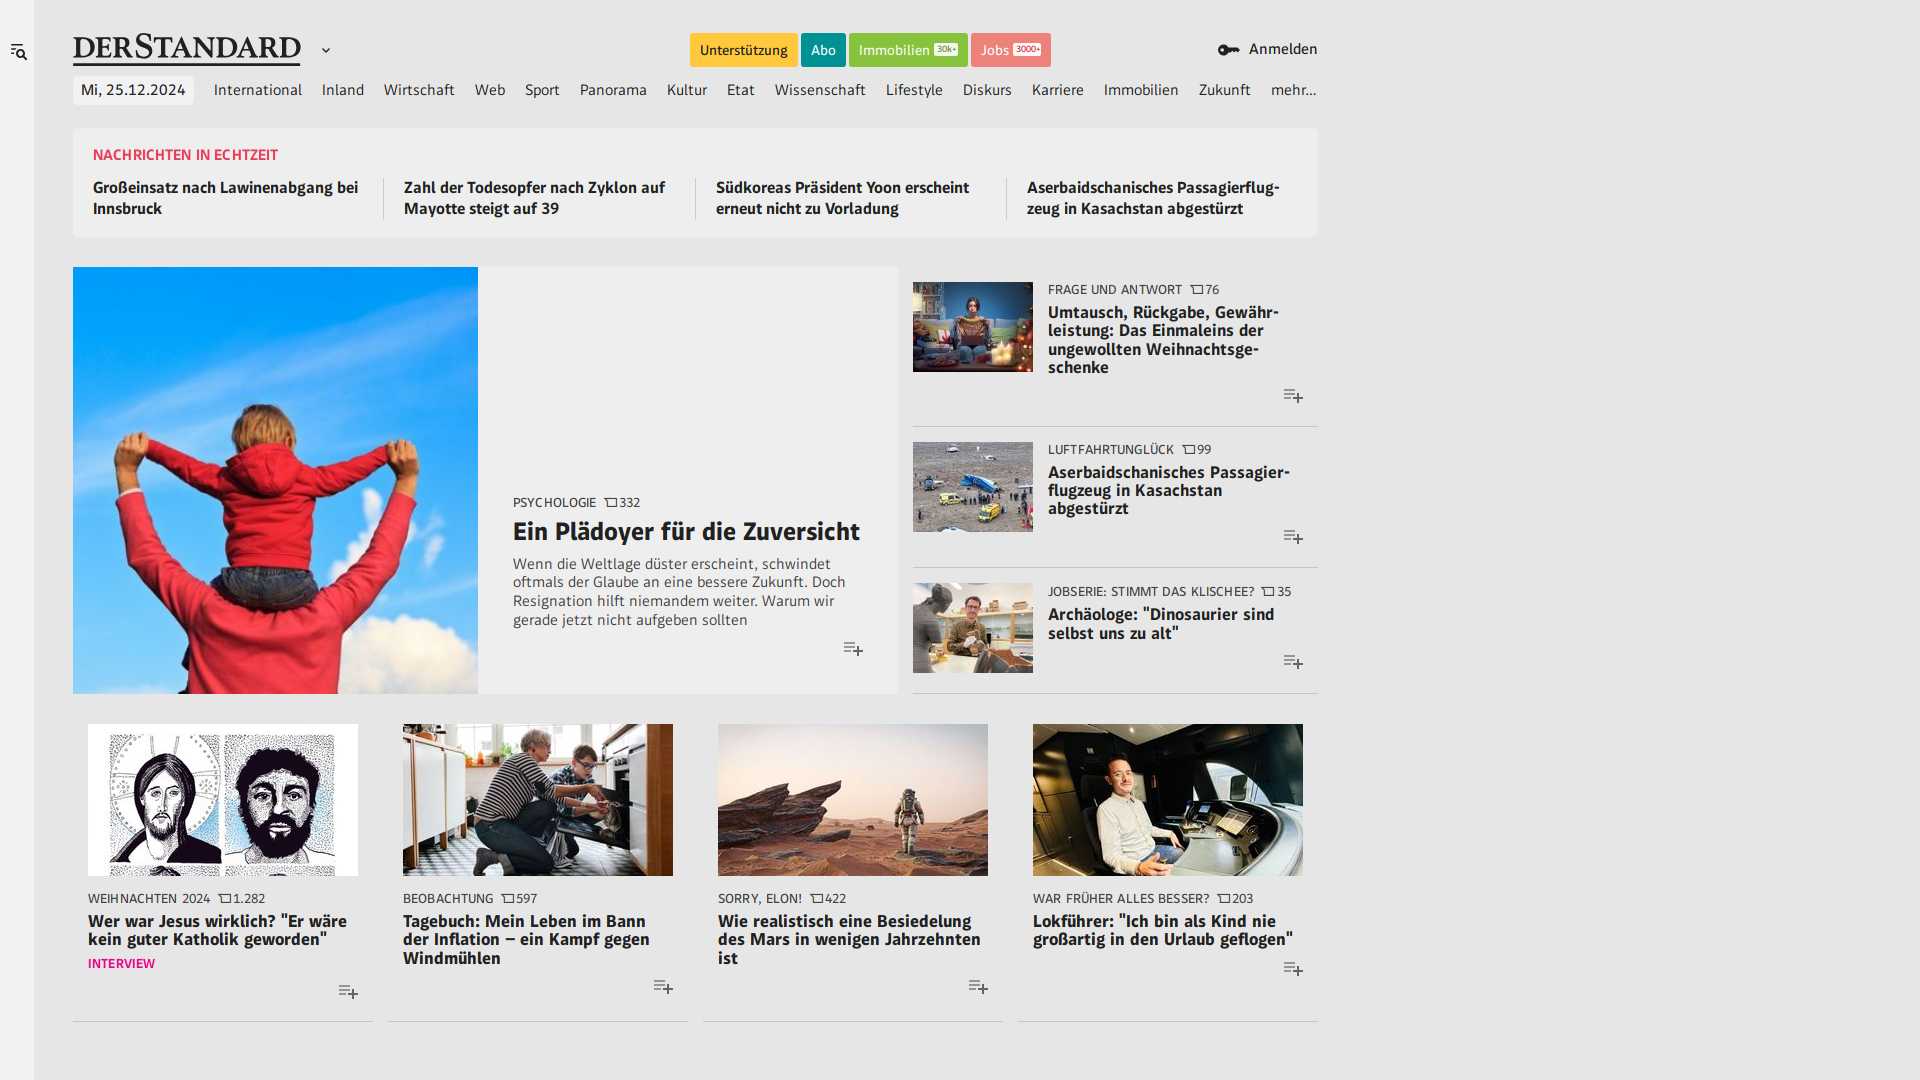 DERSTANDARD
Unterstützung
Abo
Immobilien 30k+
Jobs 3000+
Anmelden
Mi, 25.12.2024
International
Inland
Wirtschaft
Web
Sport
Panorama
Kultur
Etat
Wissenschaft
Lifestyle
Diskurs
Karriere
Immobilien
Zukunft
mehr...
NACHRICHTEN IN ECHTZEIT
Großeinsatz nach Lawinenabgang bei
Innsbruck
Zahl der Todesopfer nach Zyklon auf
Mayotte steigt auf 39
Südkoreas Präsident Yoon erscheint
erneut nicht zu Vorladung
Aserbaidschanisches Passagierflug-
zeug in Kasachstan abgestürzt
PSYCHOLOGIE 332
Ein Plädoyer für die Zuversicht
Wenn die Weltlage düster erscheint, schwindet
oftmals der Glaube an eine bessere Zukunft. Doch
Resignation hilft niemandem weiter. Warum wir
gerade jetzt nicht aufgeben sollten
FRAGE UND ANTWORT 76
Umtausch, Rückgabe, Gewähr-
leistung: Das Einmaleins der
ungewollten Weihnachtsge-
schenke
LUFTFAHRTUNGLÜCK 99
Aserbaidschanisches Passagier-
flugzeug in Kasachstan
abgestürzt
JOBSERIE: STIMMT DAS KLISCHEE? 35
Archäologe: "Dinosaurier sind
selbst uns zu alt"
WEIHNACHTEN 2024 1.282
Wer war Jesus wirklich? "Er wäre
kein guter Katholik geworden"
INTERVIEW
BEOBACHTUNG 597
Tagebuch: Mein Leben im Bann
der Inflation – ein Kampf gegen
Windmühlen
SORRY, ELON! 422
Wie realistisch eine Besiedelung
des Mars in wenigen Jahrzehnten
ist
WAR FRÜHER ALLES BESSER? 203
Lokführer: "Ich bin als Kind nie
großartig in den Urlaub geflogen"